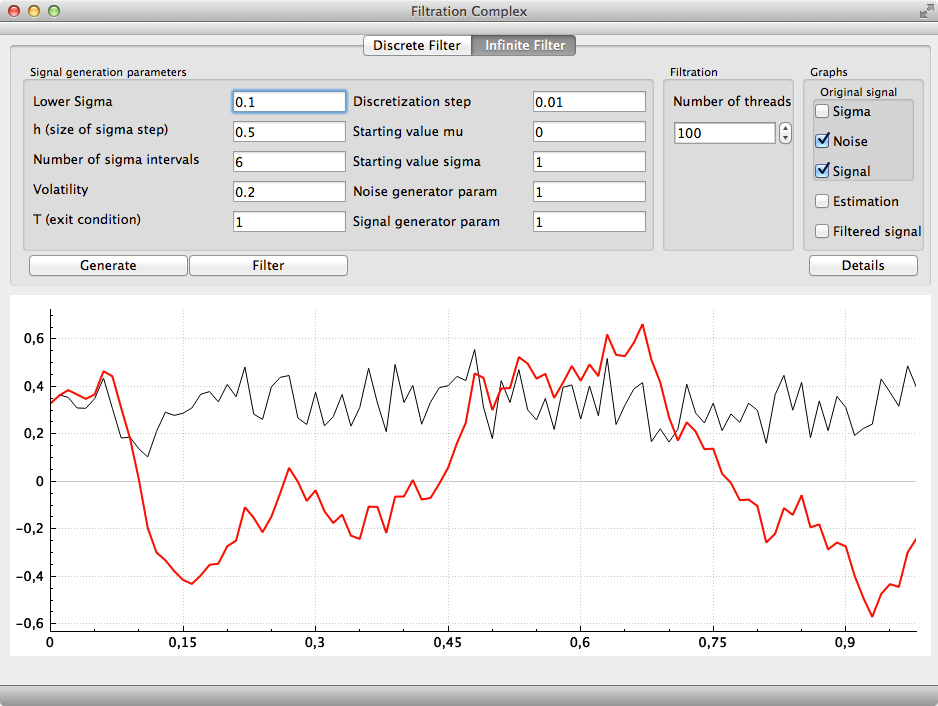 Filtration Complex
Discrete Filter Infinite Filter
Signal generation parameters
Lower Sigma 0.1 Discretization step 0.01
h (size of sigma step) 0.5 Starting value mu 0
Number of sigma intervals 6 Starting value sigma 1
Volatility 0.2 Noise generator param 1
T (exit condition) 1 Signal generator param 1
Filtration
Number of threads
100
Graphs
Original signal
Sigma
Noise
Signal
Estimation
Filtered signal
Generate Filter Details
0,6
0,4
0,2
0
−0,2
−0,4
−0,6
0 0,15 0,3 0,45 0,6 0,75 0,9